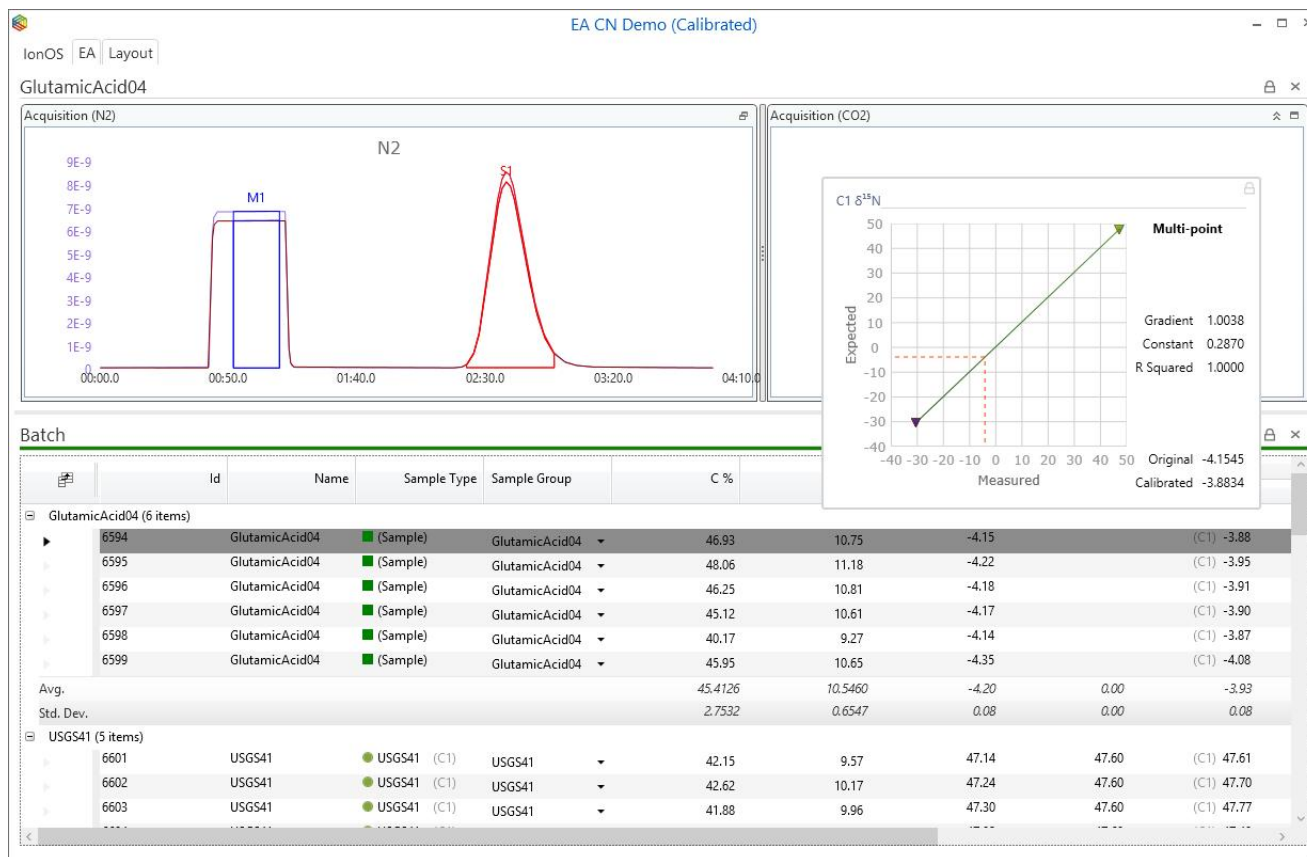 EA CN Demo (Calibrated)
IonOS EA Layout
GlutamicAcid04
Acquisition (N2)
N2
9E-9
8E-9
7E-9
6E-9
5E-9
4E-9
3E-9
2E-9
1E-9
0
M1
S1
00:00.0 00:50.0 01:40.0 02:30.0 03:20.0 04:10.0
Acquisition (CO2)
C1 δ¹⁵N
Multi-point
50
40
30
20
10
0
-10
-20
-30
-40
Expected
-40 -30 -20 -10 0 10 20 30 40 50
Measured
Gradient 1.0038
Constant 0.2870
R Squared 1.0000
Original -4.1545
Calibrated -3.8834
Batch
Id Name Sample Type Sample Group C %
GlutamicAcid04 (6 items)
6594 GlutamicAcid04 (Sample) GlutamicAcid04 46.93 10.75 -4.15 (C1) -3.88
6595 GlutamicAcid04 (Sample) GlutamicAcid04 48.06 11.18 -4.22 (C1) -3.95
6596 GlutamicAcid04 (Sample) GlutamicAcid04 46.25 10.81 -4.18 (C1) -3.91
6597 GlutamicAcid04 (Sample) GlutamicAcid04 45.12 10.61 -4.17 (C1) -3.90
6598 GlutamicAcid04 (Sample) GlutamicAcid04 40.17 9.27 -4.14 (C1) -3.87
6599 GlutamicAcid04 (Sample) GlutamicAcid04 45.95 10.65 -4.35 (C1) -4.08
Avg. 45.4126 10.5460 -4.20 0.00 -3.93
Std. Dev. 2.7532 0.6547 0.08 0.00 0.08
USGS41 (5 items)
6601 USGS41 USGS41 (C1) USGS41 42.15 9.57 47.14 47.60 (C1) 47.61
6602 USGS41 USGS41 (C1) USGS41 42.62 10.17 47.24 47.60 (C1) 47.70
6603 USGS41 USGS41 (C1) USGS41 41.88 9.96 47.30 47.60 (C1) 47.77